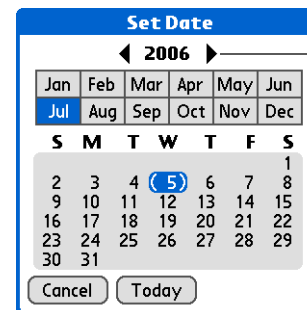 Set Date
2006
Jan Feb Mar Apr May Jun
Jul Aug Sep Oct Nov Dec
S M T W T F S
1
2 3 4 5 6 7 8
9 10 11 12 13 14 15
16 17 18 19 20 21 22
23 24 25 26 27 28 29
30 31
Cancel Today